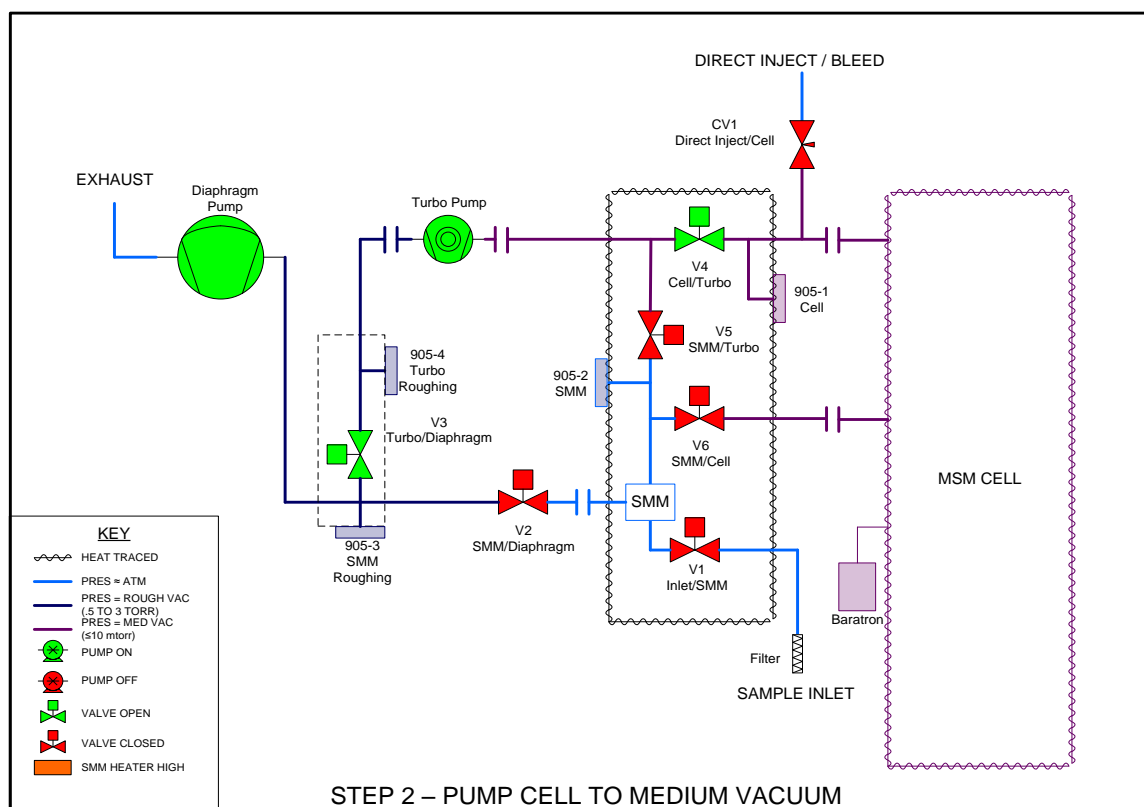 DIRECT INJECT / BLEED
CV1
Direct Inject/Cell
EXHAUST
Diaphragm
Pump
Turbo Pump
V4
Cell/Turbo
905-1
Cell
V5
SMM/Turbo
905-4
Turbo
Roughing
905-2
SMM
V3
Turbo/Diaphragm
V6
SMM/Cell
MSM CELL
SMM
V2
SMM/Diaphragm
905-3
SMM
Roughing
V1
Inlet/SMM
Baratron
Filter
SAMPLE INLET
KEY
HEAT TRACED
PRES ≈ ATM
PRES = ROUGH VAC
(.5 TO 3 TORR)
PRES = MED VAC
(≤10 mtorr)
PUMP ON
PUMP OFF
VALVE OPEN
VALVE CLOSED
SMM HEATER HIGH
STEP 2 – PUMP CELL TO MEDIUM VACUUM